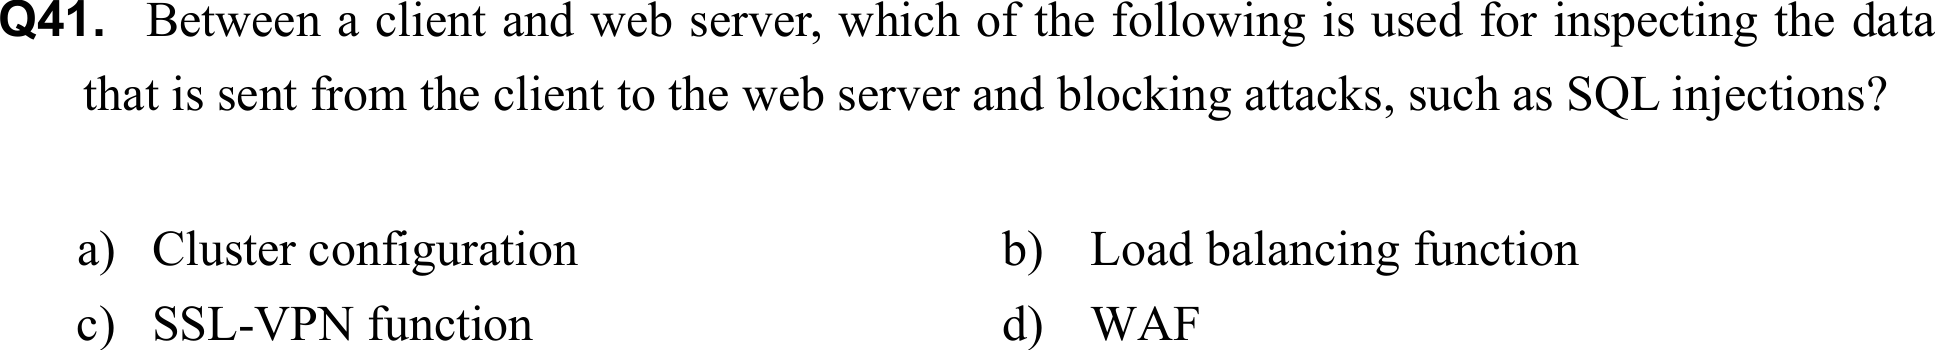 Q41. Between a client and web server, which of the following is used for inspecting the data
that is sent from the client to the web server and blocking attacks, such as SQL injections?
a) Cluster configuration b) Load balancing function
c) SSL-VPN function d) WAF